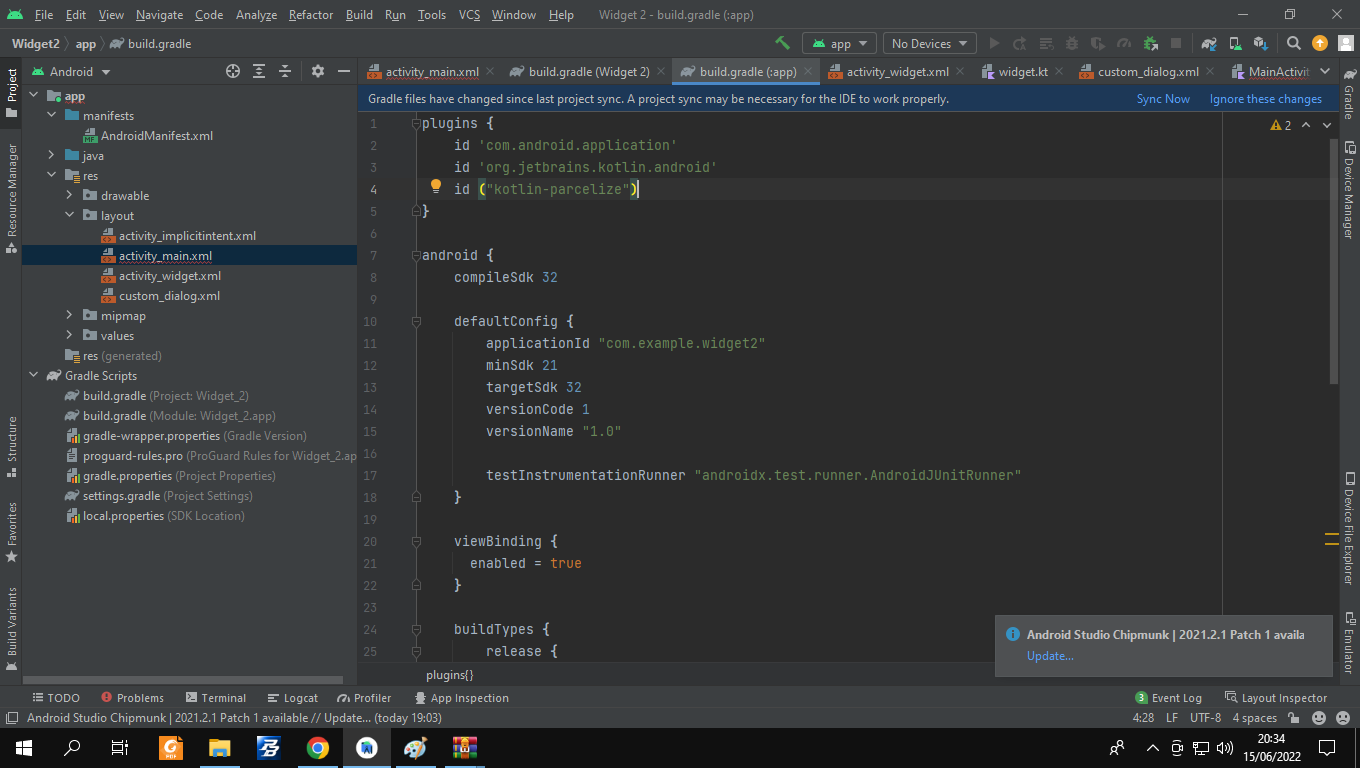 File Edit View Navigate Code Analyze Refactor Build Run Tools VCS Window Help Widget 2 - build.gradle (:app)
Widget2 app build.gradle
app No Devices
Project
Resource Manager
Structure
Favorites
Build Variants
Android
app
manifests
AndroidManifest.xml
java
res
drawable
layout
activity_implicitintent.xml
activity_main.xml
activity_widget.xml
custom_dialog.xml
mipmap
values
res (generated)
Gradle Scripts
build.gradle (Project: Widget_2)
build.gradle (Module: Widget_2.app)
gradle-wrapper.properties (Gradle Version)
proguard-rules.pro (ProGuard Rules for Widget_2.ap
gradle.properties (Project Properties)
settings.gradle (Project Settings)
local.properties (SDK Location)
activity_main.xml build.gradle (Widget 2) build.gradle (:app) activity_widget.xml widget.kt custom_dialog.xml MainActivit
Gradle files have changed since last project sync. A project sync may be necessary for the IDE to work properly. Sync Now Ignore these changes
2
1 plugins {
2 id 'com.android.application'
3 id 'org.jetbrains.kotlin.android'
4 id ("kotlin-parcelize")
5 }
6
7 android {
8 compileSdk 32
9
10 defaultConfig {
11 applicationId "com.example.widget2"
12 minSdk 21
13 targetSdk 32
14 versionCode 1
15 versionName "1.0"
16
17 testInstrumentationRunner "androidx.test.runner.AndroidJUnitRunner"
18 }
19
20 viewBinding {
21 enabled = true
22 }
23
24 buildTypes {
25 release {
plugins{}
Gradle
Device Manager
Device File Explorer
Emulator
Android Studio Chipmunk | 2021.2.1 Patch 1 availa
Update...
TODO Problems Terminal Logcat Profiler App Inspection 3 Event Log Layout Inspector
Android Studio Chipmunk | 2021.2.1 Patch 1 available // Update... (today 19:03) 4:28 LF UTF-8 4 spaces
PDF
20:34
15/06/2022